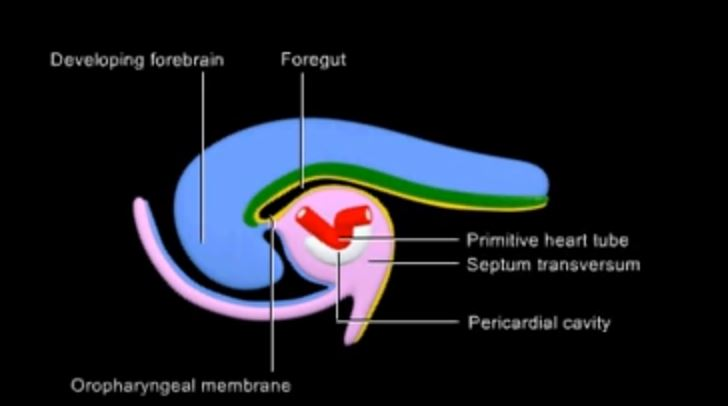 Developing forebrain
Foregut
Primitive heart tube
Septum transversum
Pericardial cavity
Oropharyngeal membrane